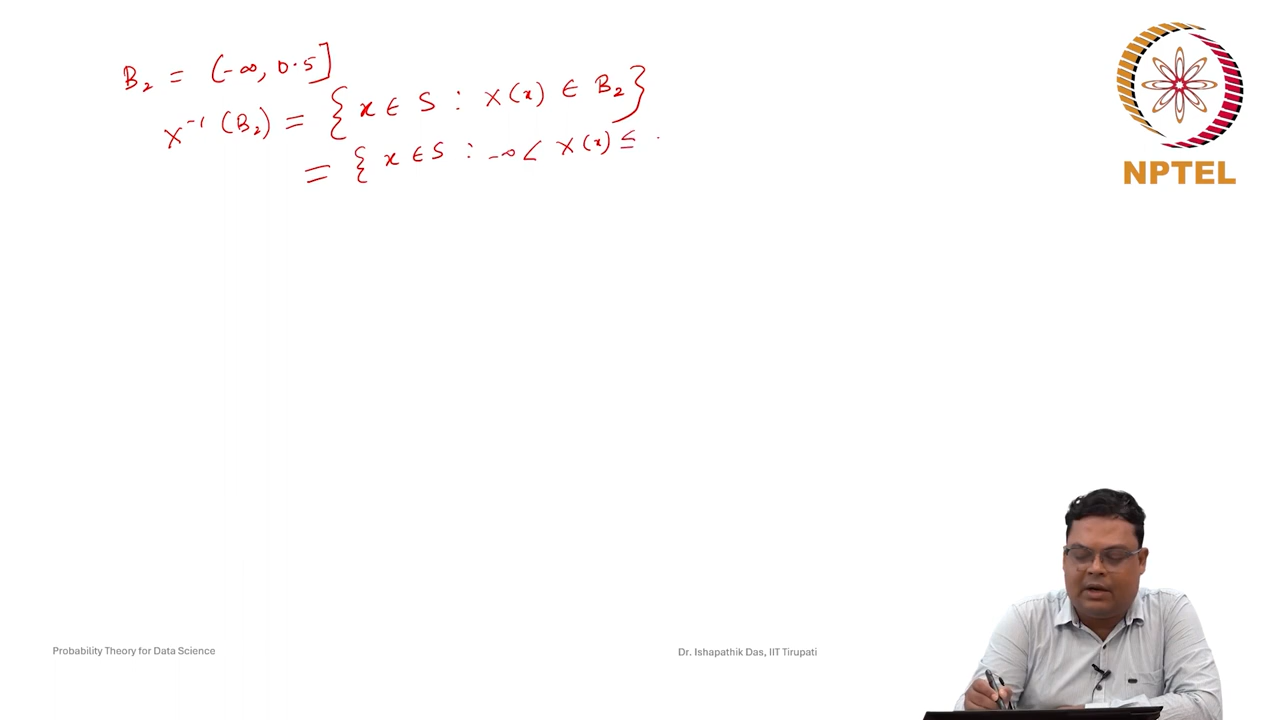 B₂ = (-∞, 0.5]
X⁻¹ (B₂) = { x ∈ S : X(x) ∈ B₂}
= { x ∈ S : -∞ < X(x) ≤
NPTEL
Probability Theory for Data Science
Dr. Ishapathik Das, IIT Tirupati